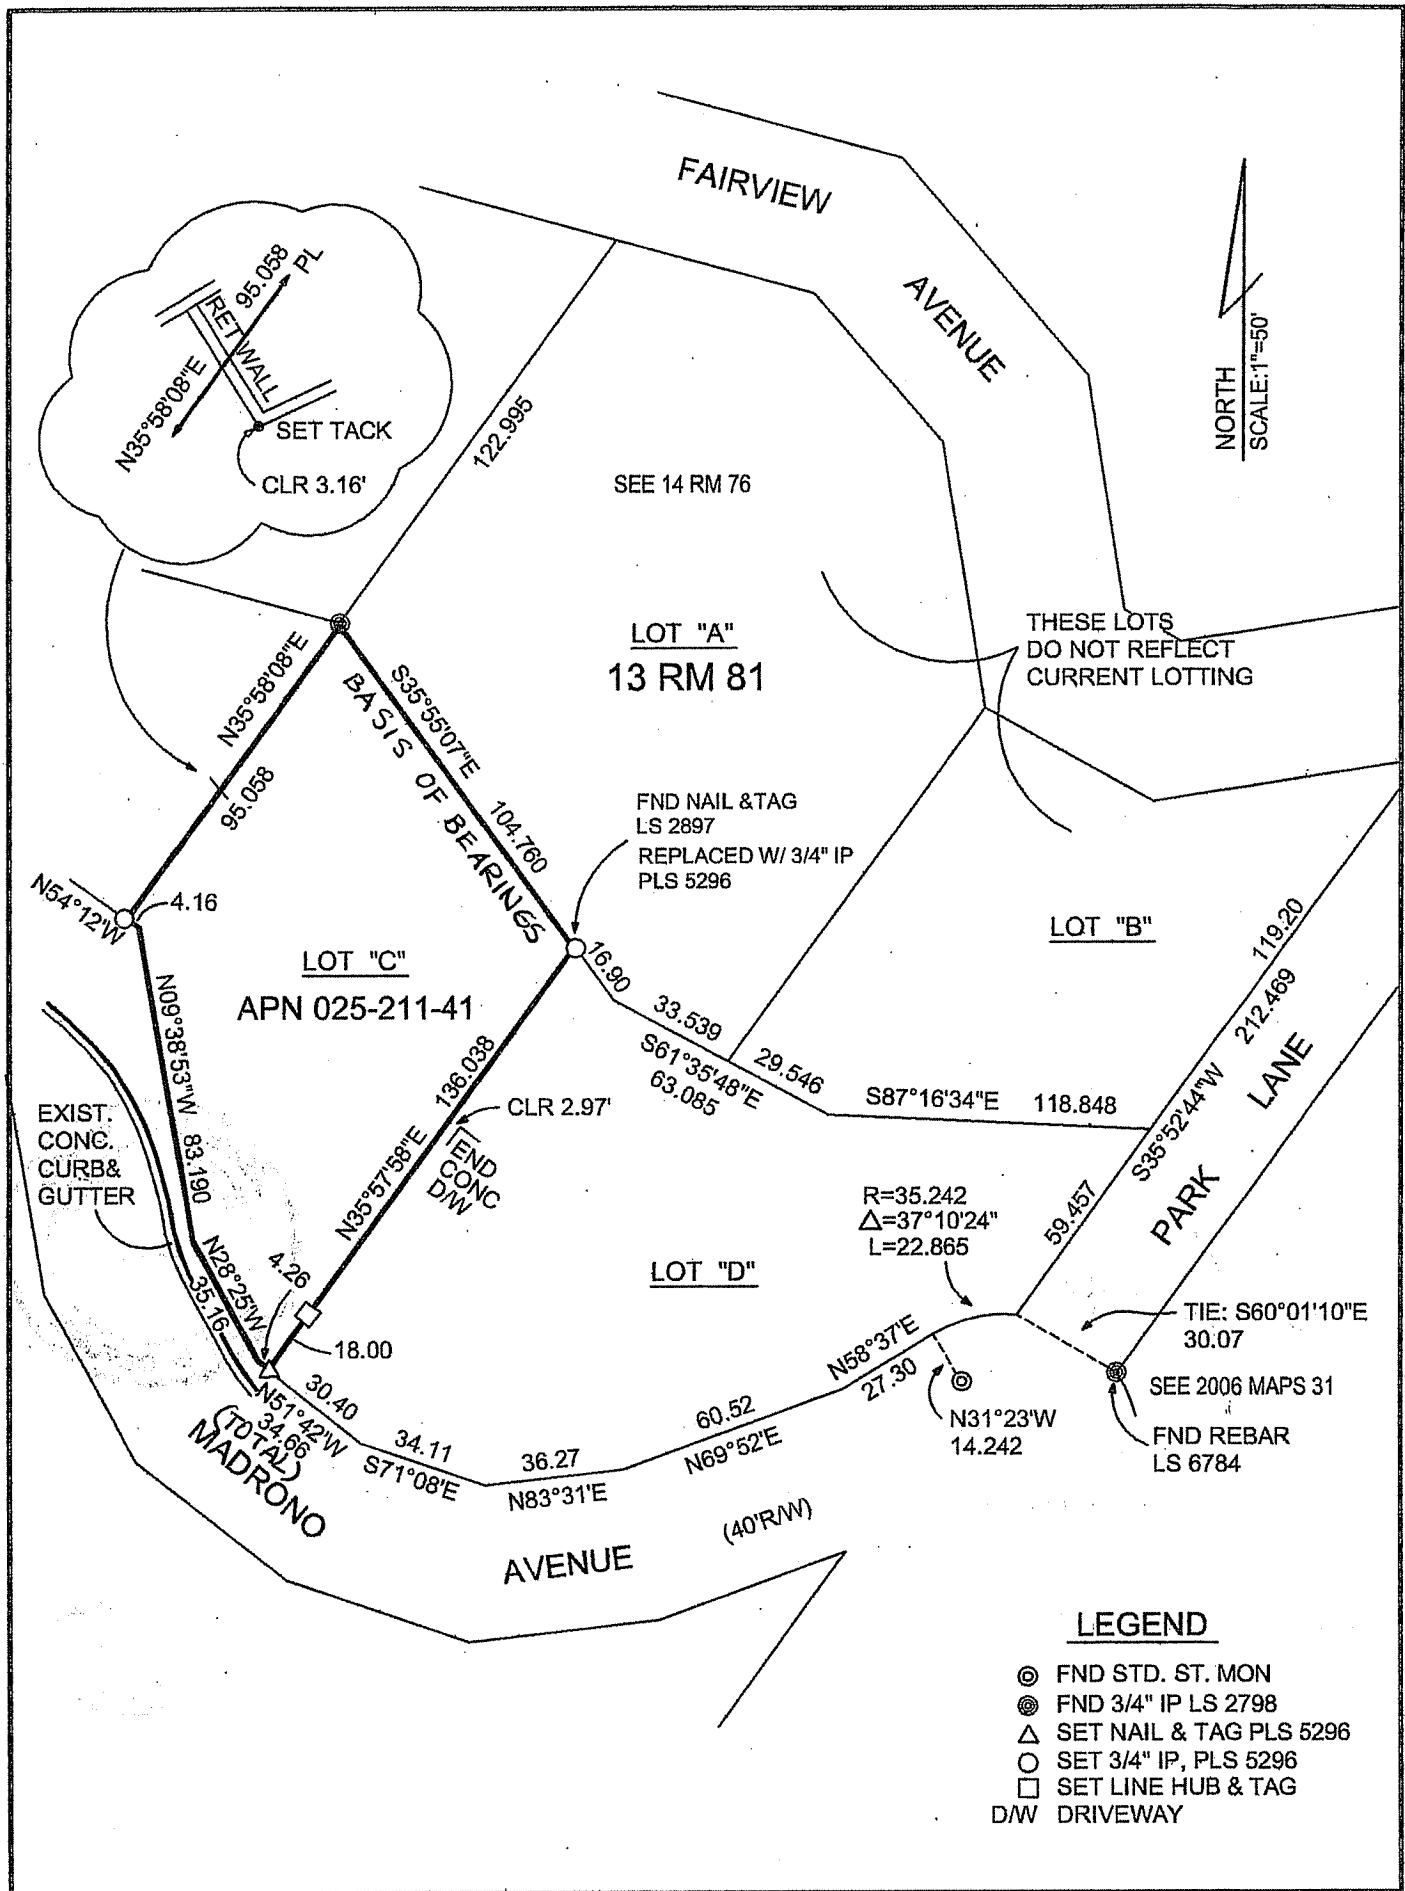 FAIRVIEW
AVENUE
NORTH
SCALE:1"=50'
95.058
PL
RET WALL
N35°58'08"E
SET TACK
CLR 3.16'
122.995
SEE 14 RM 76
LOT "A"
13 RM 81
THESE LOTS
DO NOT REFLECT
CURRENT LOTTING
N35°58'08"E
95.058
S35°55'07"E
104.760
BASIS OF BEARINGS
FND NAIL &TAG
LS 2897
REPLACED W/ 3/4" IP
PLS 5296
N54°12'W
4.16
LOT "C"
APN 025-211-41
LOT "B"
119.20
212.469
S35°52'44"W
59.457
PARK LANE
16.90
33.539
S61°35'48"E
63.085
29.546
S87°16'34"E
118.848
N09°38'53"W
83.190
136.038
N35°57'58"E
CLR 2.97'
END
CONC
D/W
EXIST.
CONC.
CURB&
GUTTER
N28°25'W
35.16
4.26
18.00
LOT "D"
R=35.242
△=37°10'24"
L=22.865
TIE: S60°01'10"E
30.07
SEE 2006 MAPS 31
FND REBAR
LS 6784
N31°23'W
14.242
N58°37'E
27.30
60.52
N69°52'E
36.27
N83°31'E
34.11
S71°08'E
30.40
N51°42'W
34.66
(TOTAL)
MADRONO
AVENUE
(40'R/W)
LEGEND
FND STD. ST. MON
FND 3/4" IP LS 2798
SET NAIL & TAG PLS 5296
SET 3/4" IP, PLS 5296
SET LINE HUB & TAG
D/W DRIVEWAY